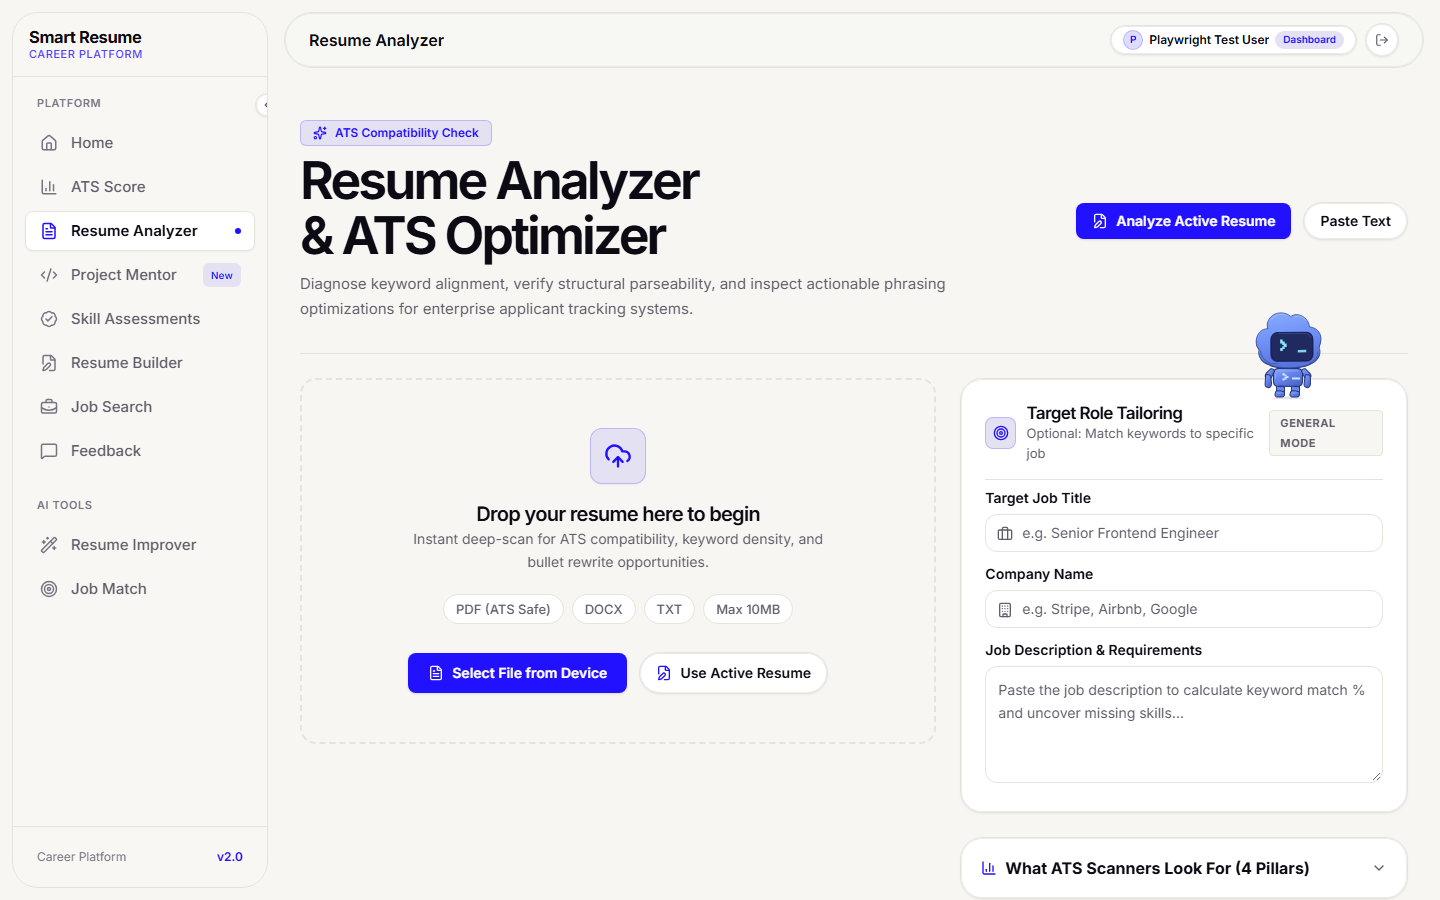 Smart Resume
CAREER PLATFORM
PLATFORM
Home
ATS Score
Resume Analyzer
Project Mentor New
Skill Assessments
Resume Builder
Job Search
Feedback
AI TOOLS
Resume Improver
Job Match
Career Platform v2.0
Resume Analyzer
P Playwright Test User Dashboard
ATS Compatibility Check
Resume Analyzer
& ATS Optimizer
Diagnose keyword alignment, verify structural parseability, and inspect actionable phrasing
optimizations for enterprise applicant tracking systems.
Analyze Active Resume Paste Text
Drop your resume here to begin
Instant deep-scan for ATS compatibility, keyword density, and
bullet rewrite opportunities.
PDF (ATS Safe) DOCX TXT Max 10MB
Select File from Device Use Active Resume
Target Role Tailoring
Optional: Match keywords to specific
job
GENERAL
MODE
Target Job Title
e.g. Senior Frontend Engineer
Company Name
e.g. Stripe, Airbnb, Google
Job Description & Requirements
Paste the job description to calculate keyword match %
and uncover missing skills...
What ATS Scanners Look For (4 Pillars)